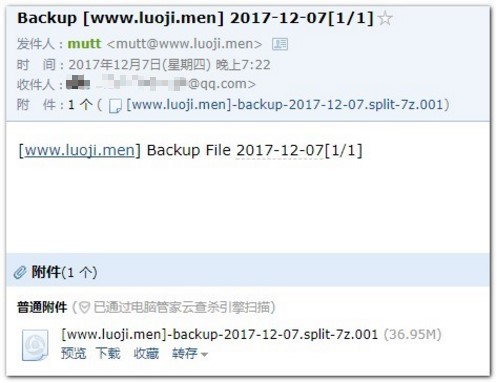 Backup [www.luoji.men] 2017-12-07[1/1]☆
发件人：mutt <mutt@www.luoji.men>
时 间：2017年12月7日(星期四) 晚上7:22
收件人：@qq.com>
附 件：1 个 ( [www.luoji.men]-backup-2017-12-07.split-7z.001)
[www.luoji.men] Backup File 2017-12-07[1/1]
附件(1 个)
普通附件 (已通过电脑管家云查杀引擎扫描)
[www.luoji.men]-backup-2017-12-07.split-7z.001 (36.95M)
预览 下载 收藏 转存